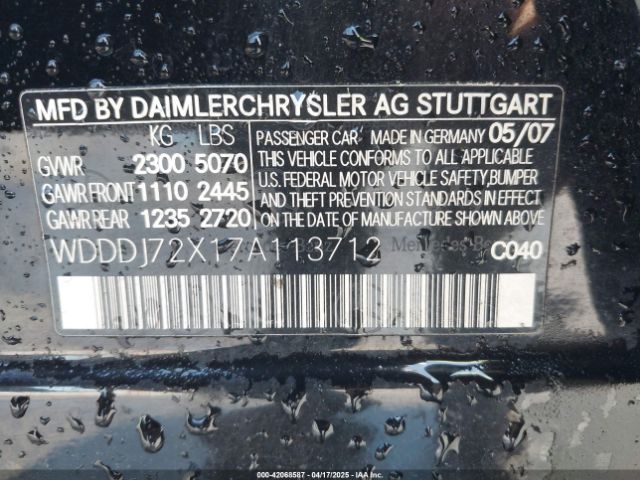 MFD BY DAIMLERCHRYSLER AG STUTTGART
KG LBS
GVWR 2300 5070
GAWR FRONT 1110 2445
GAWR REAR 1235 2720
PASSENGER CAR MADE IN GERMANY 05/07
THIS VEHICLE CONFORMS TO ALL APPLICABLE
U.S. FEDERAL MOTOR VEHICLE SAFETY,BUMPER
AND THEFT PREVENTION STANDARDS IN EFFECT
ON THE DATE OF MANUFACTURE SHOWN ABOVE
WDDDJ72X17A113712 C040
000-42068587 04/17/2025 IAAI.COM